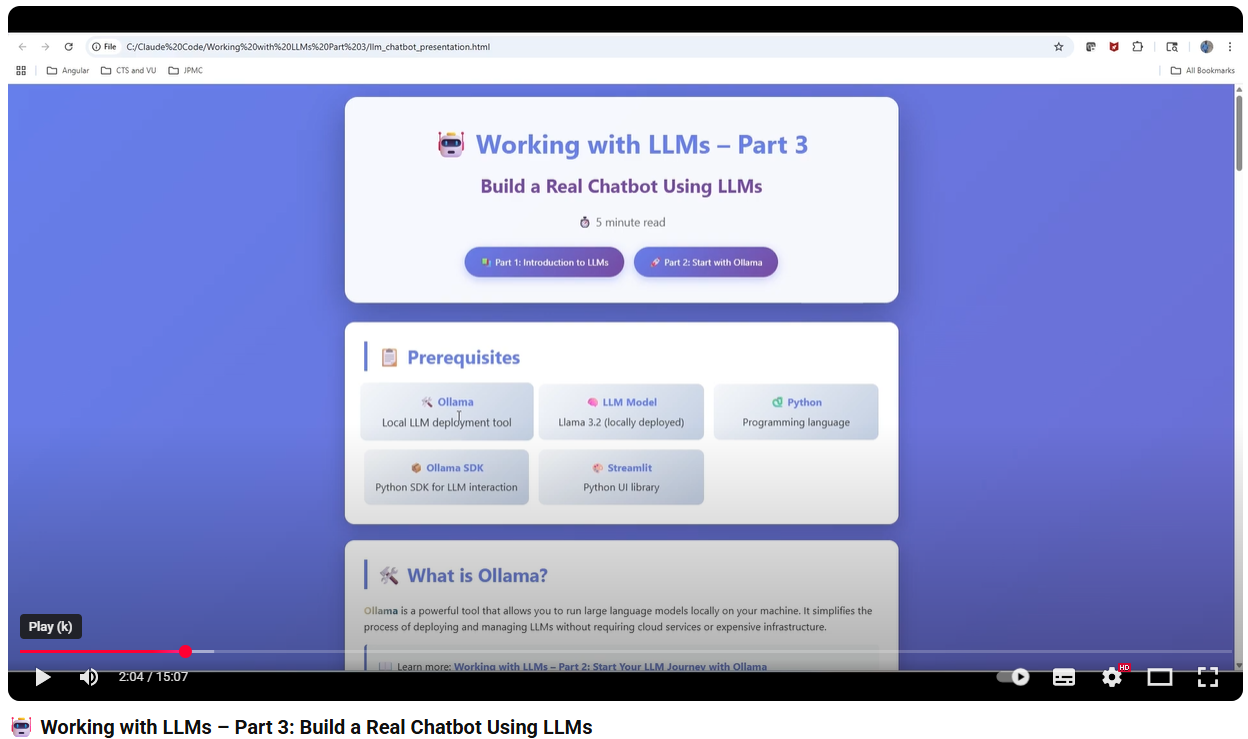 File C:/Claude%20Code/Working%20with%20LLMs%20Part%203/llm_chatbot_presentation.html
Angular CTS and VU JPMC All Bookmarks
Working with LLMs – Part 3
Build a Real Chatbot Using LLMs
5 minute read
Part 1: Introduction to LLMs Part 2: Start with Ollama
Prerequisites
Ollama LLM Model Python
Local LLM deployment tool Llama 3.2 (locally deployed) Programming language
Ollama SDK Streamlit
Python SDK for LLM interaction Python UI library
What is Ollama?
Ollama is a powerful tool that allows you to run large language models locally on your machine. It simplifies the
process of deploying and managing LLMs without requiring cloud services or expensive infrastructure.
Play (k)
Learn more: Working with LLMs – Part 2: Start Your LLM Journey with Ollama
2:04 / 15:07 HD
Working with LLMs – Part 3: Build a Real Chatbot Using LLMs